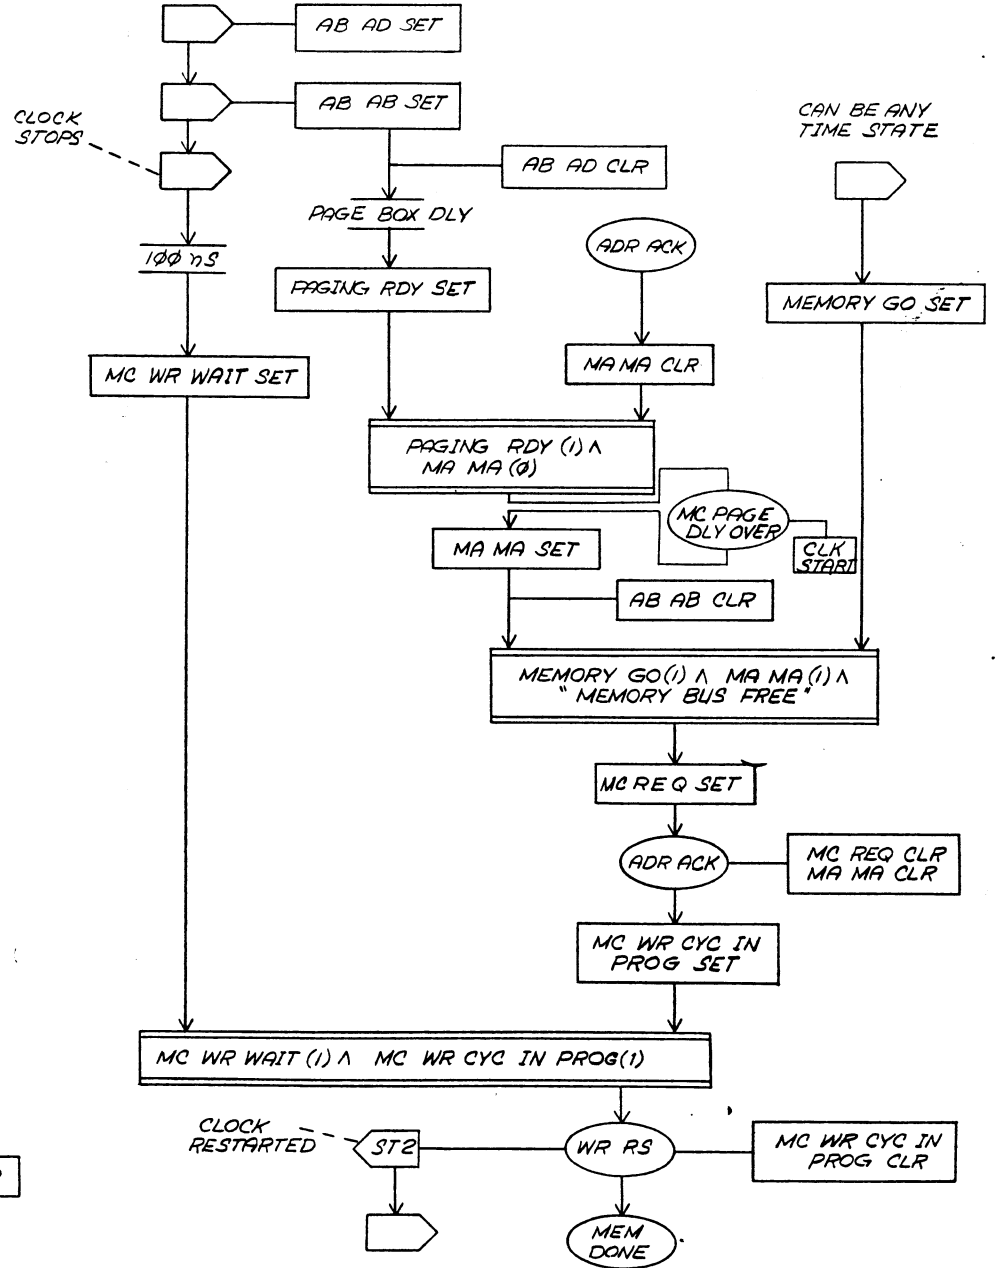 AB AD SET
AB AB SET
CLOCK
STOPS
CAN BE ANY
TIME STATE
AB AD CLR
PAGE BOX DLY
ADR ACK
1ØØ nS
PAGING RDY SET
MEMORY GO SET
MC WR WAIT SET
MA MA CLR
PAGING RDY (1) ∧
MA MA (Ø)
MC PAGE
DLY OVER
MA MA SET
CLK
START
AB AB CLR
MEMORY GO(1) ∧ MA MA(1) ∧
"MEMORY BUS FREE"
MC REQ SET
ADR ACK
MC REQ CLR
MA MA CLR
MC WR CYC IN
PROG SET
MC WR WAIT (1) ∧ MC WR CYC IN PROG(1)
CLOCK
RESTARTED
ST2
WR RS
MC WR CYC IN
PROG CLR
MEM
DONE